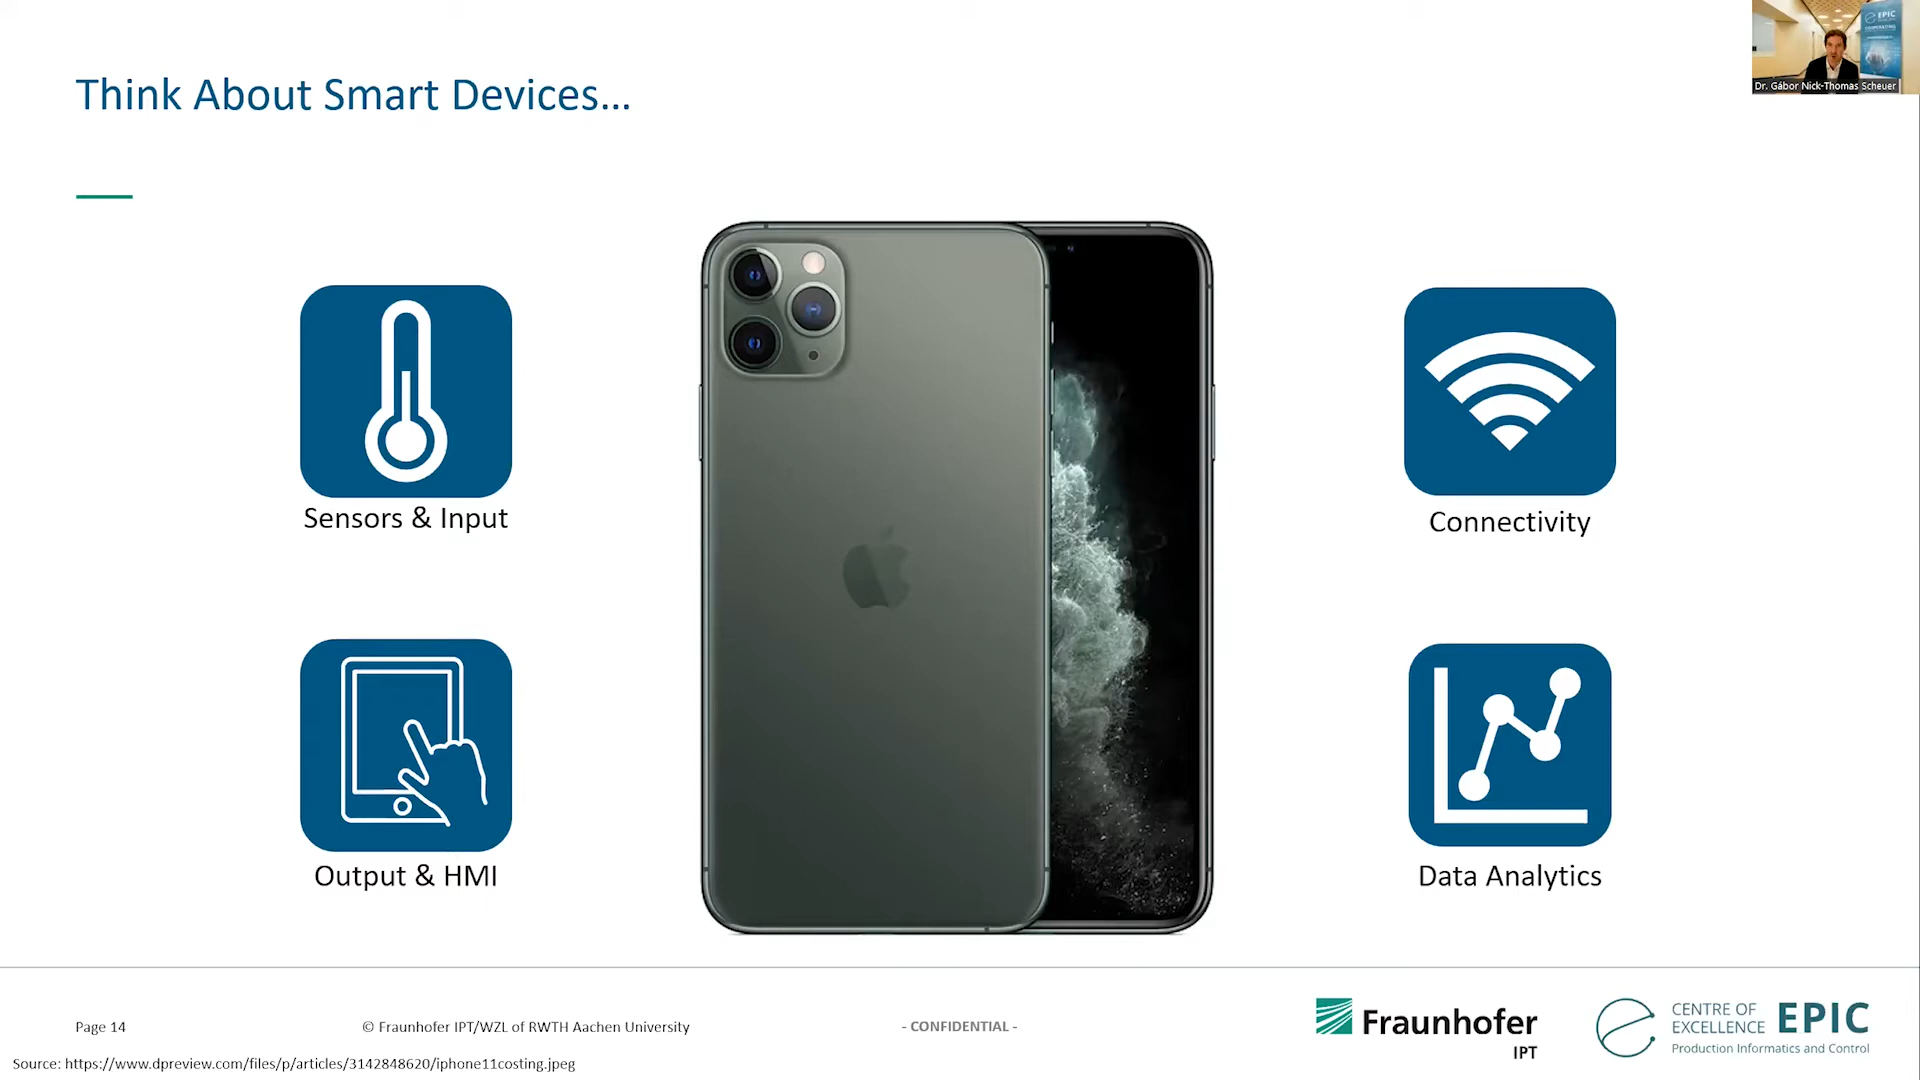 Think About Smart Devices...
EPIC
Dr. Gábor Nick-Thomas Scheuer
Sensors & Input
Connectivity
Output & HMI
Data Analytics
Page 14
© Fraunhofer IPT/WZL of RWTH Aachen University
- CONFIDENTIAL -
Fraunhofer
IPT
CENTRE OF
EXCELLENCE
EPIC
Production Informatics and Control
Source: https://www.dpreview.com/files/p/articles/3142848620/iphone11costing.jpeg